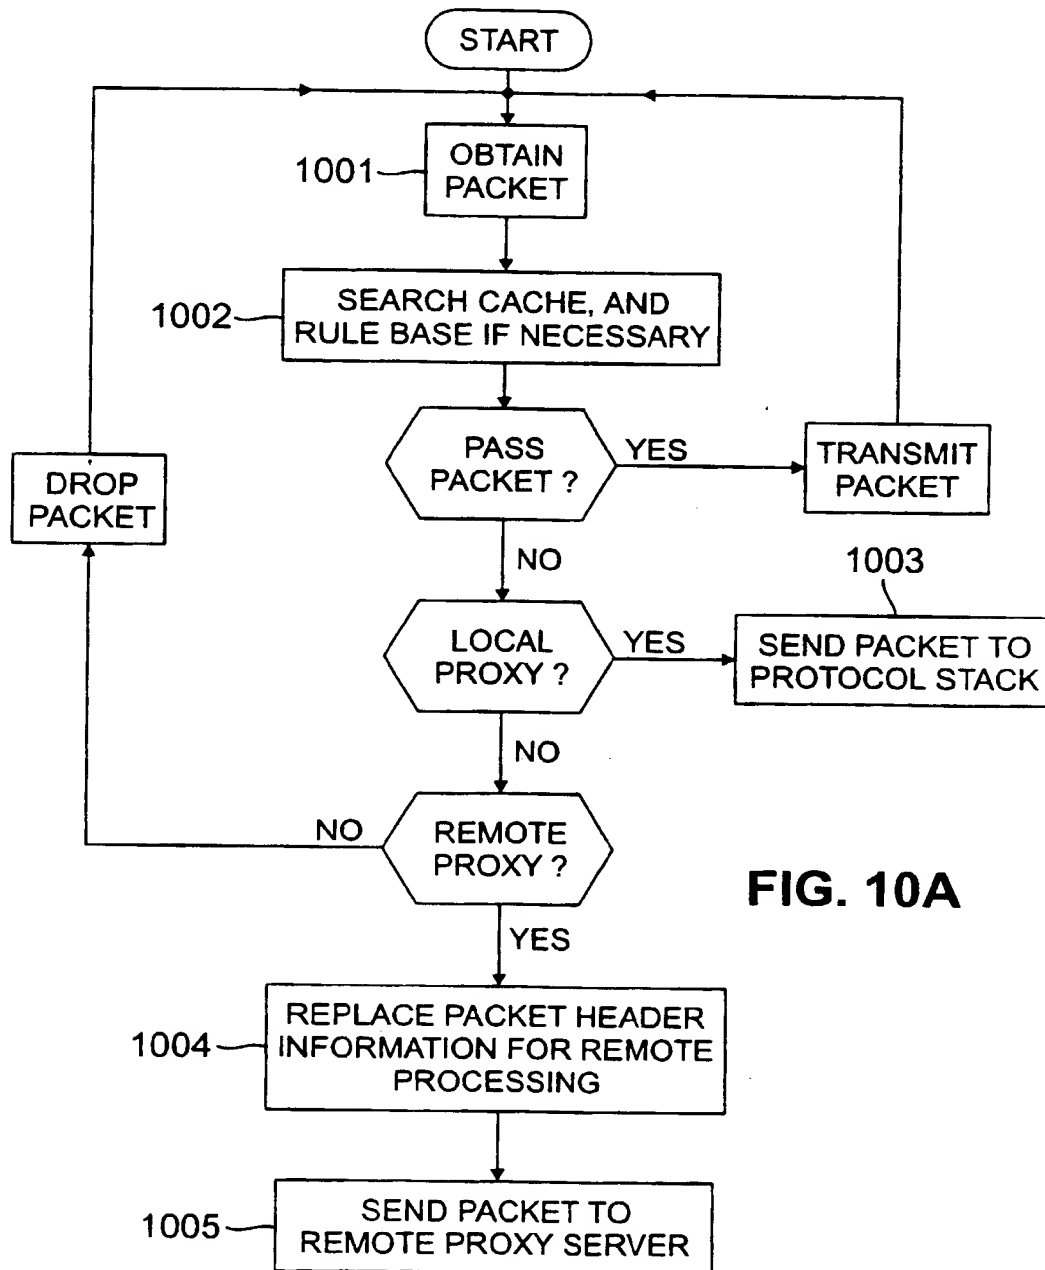 START
1001
OBTAIN
PACKET
1002
SEARCH CACHE, AND
RULE BASE IF NECESSARY
PASS
PACKET ?
YES
TRANSMIT
PACKET
DROP
PACKET
NO
1003
LOCAL
PROXY ?
YES
SEND PACKET TO
PROTOCOL STACK
NO
REMOTE
PROXY ?
NO
FIG. 10A
YES
1004
REPLACE PACKET HEADER
INFORMATION FOR REMOTE
PROCESSING
1005
SEND PACKET TO
REMOTE PROXY SERVER